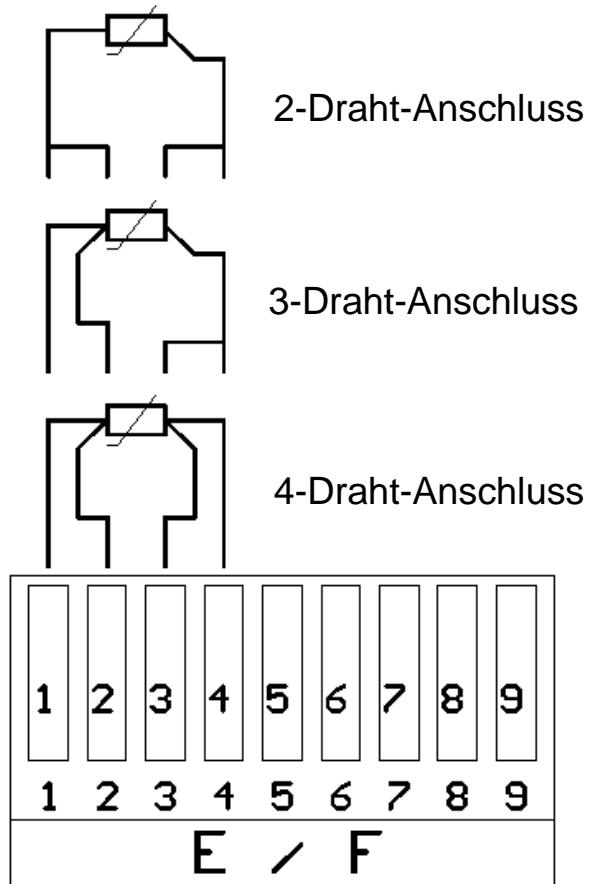 2-Draht-Anschluss
3-Draht-Anschluss
4-Draht-Anschluss
1 2 3 4 5 6 7 8 9
1 2 3 4 5 6 7 8 9
E / F